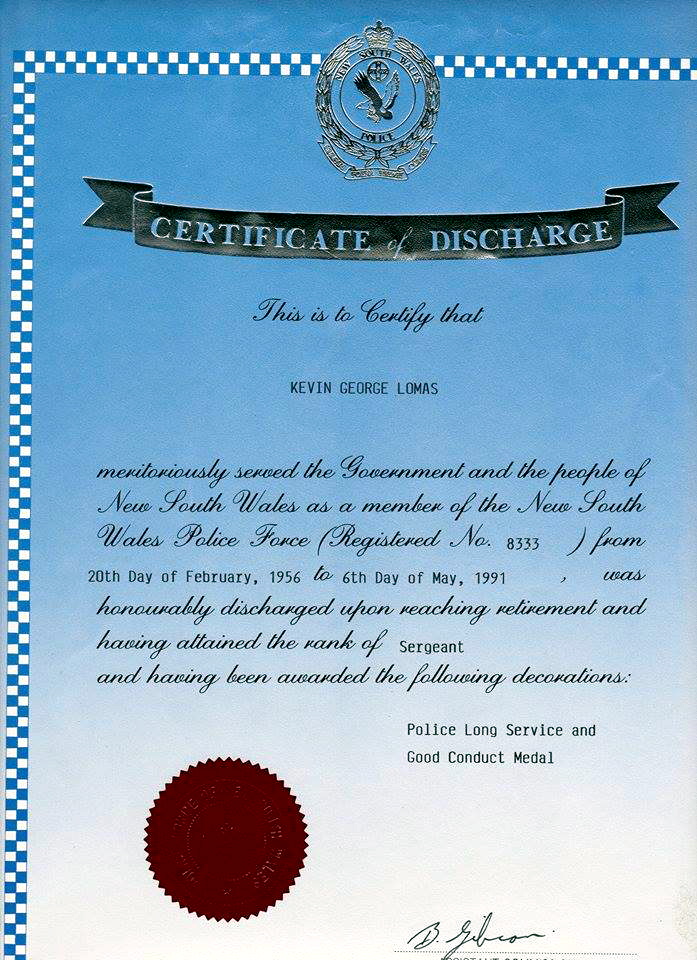 NEW SOUTH WALES
POLICE
CERTIFICATE of DISCHARGE
This is to Certify that
KEVIN GEORGE LOMAS
meritoriously served the Government and the people of
New South Wales as a member of the New South
Wales Police Force (Registered No. 8333 ) from
20th Day of February, 1956 to 6th Day of May, 1991 , was
honourably discharged upon reaching retirement and
having attained the rank of Sergeant
and having been awarded the following decorations:
Police Long Service and
Good Conduct Medal
B. Gibson